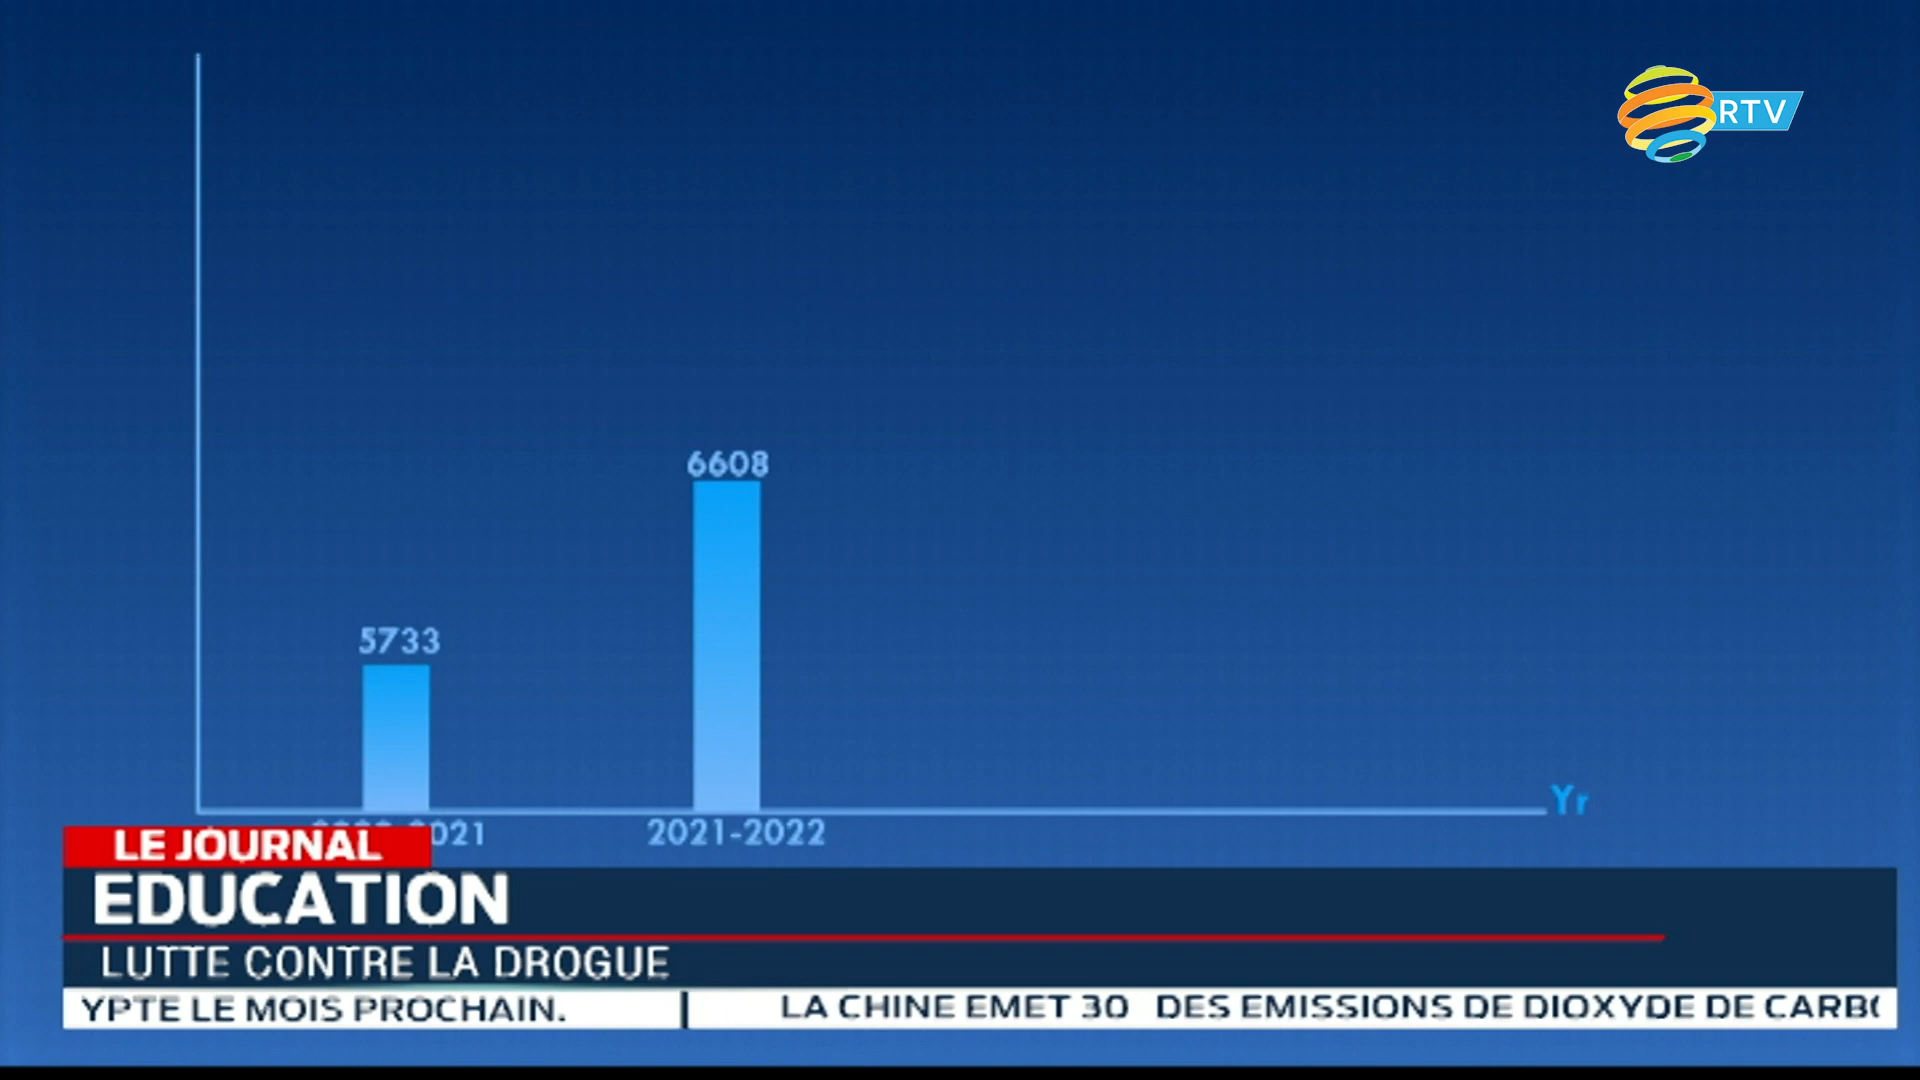 RTV
6608
5733
Yr
021
2021-2022
LE JOURNAL
EDUCATION
LUTTE CONTRE LA DROGUE
YPTE LE MOIS PROCHAIN.
LA CHINE EMET 30 DES EMISSIONS DE DIOXYDE DE CARB